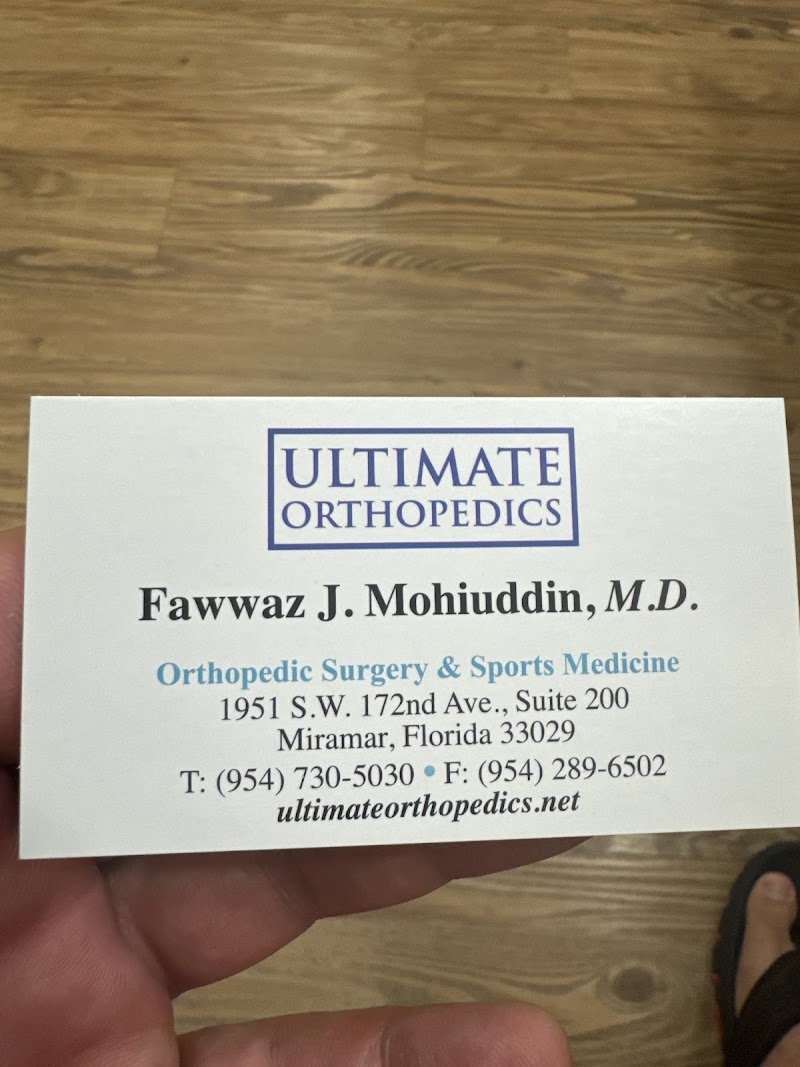 ULTIMATE
ORTHOPEDICS
Fawwaz J. Mohiuddin, M.D.
Orthopedic Surgery & Sports Medicine
1951 S.W. 172nd Ave., Suite 200
Miramar, Florida 33029
T: (954) 730-5030 • F: (954) 289-6502
ultimateorthopedics.net